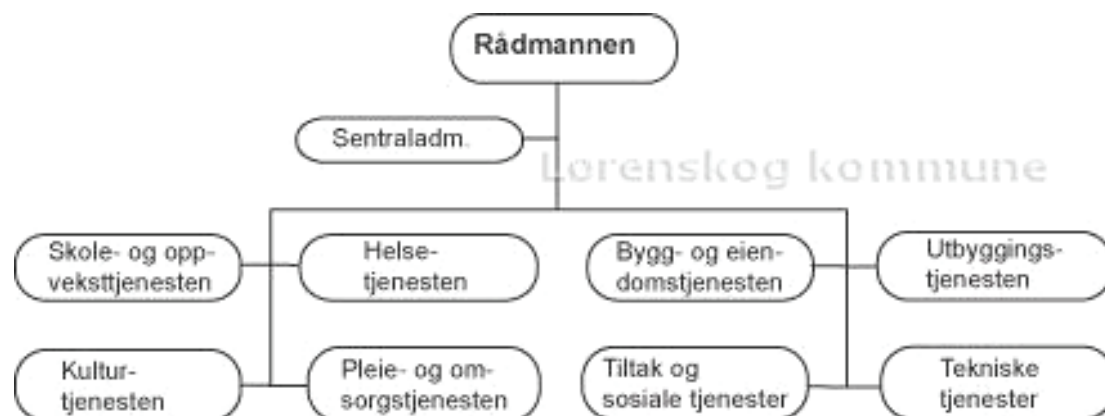 Rådmannen
Sentraladm.
Lørenskog kommune
Skole- og opp-
veksttjenesten
Helse-
tjenesten
Bygg- og eien-
domstjenesten
Utbyggings-
tjenesten
Kultur-
tjenesten
Pleie- og om-
sorgstjenesten
Tiltak og
sosiale tjenester
Tekniske
tjenester